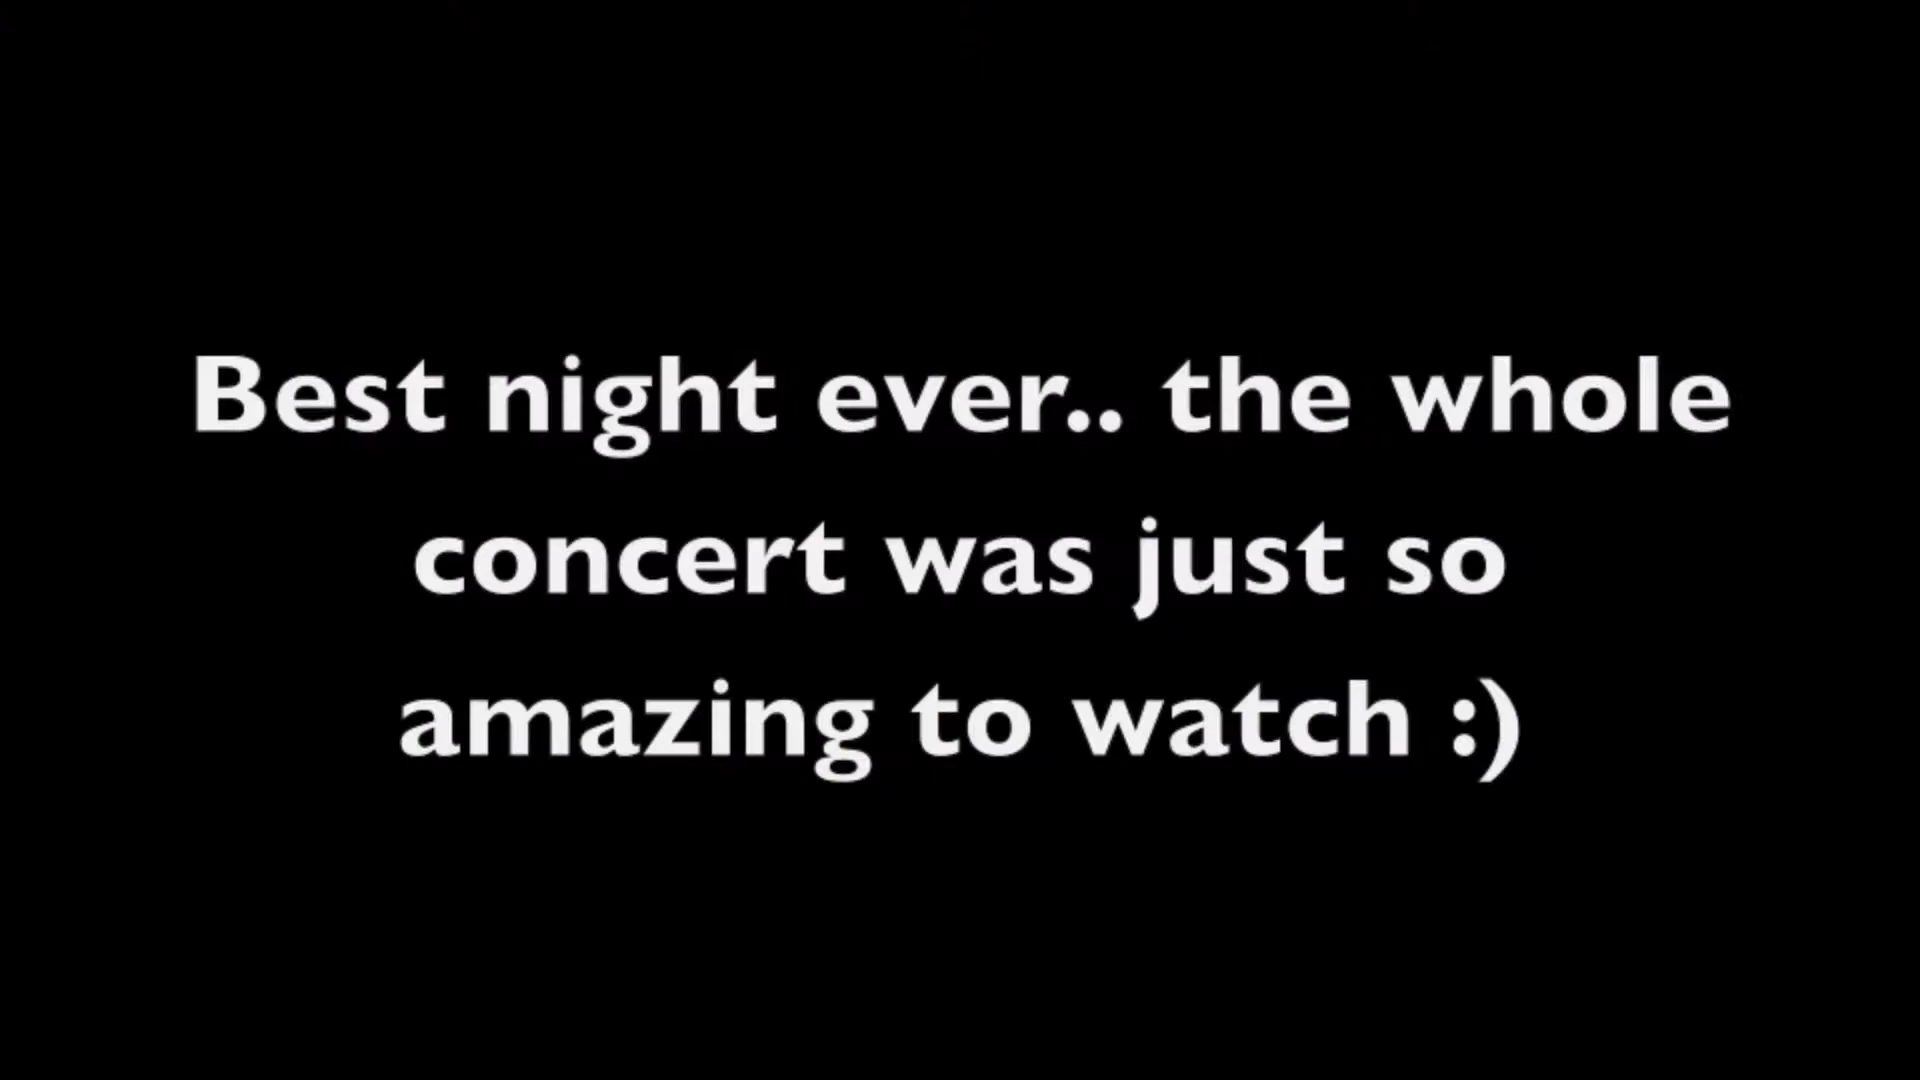 Best night ever.. the whole
concert was just so
amazing to watch :)